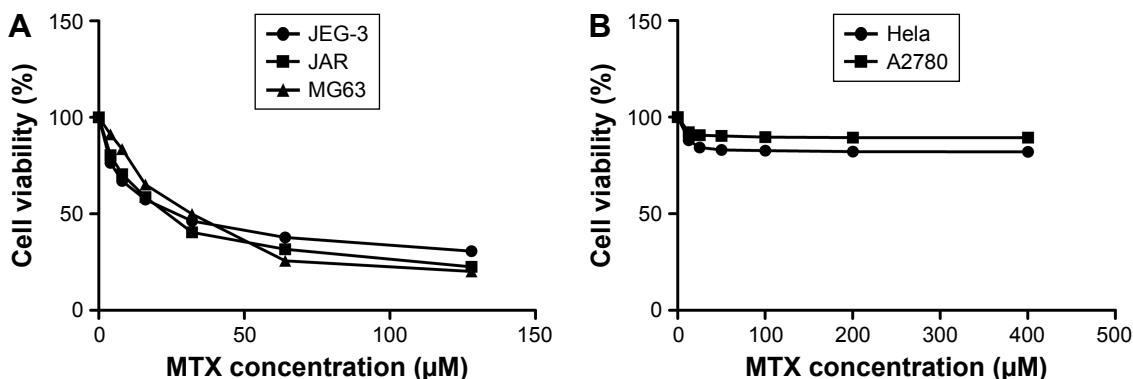 A
JEG-3
JAR
MG63
Cell viability (%)
150
100
50
0
0 50 100 150
MTX concentration (µM)
B
Hela
A2780
Cell viability (%)
150
100
50
0
0 100 200 300 400 500
MTX concentration (µM)